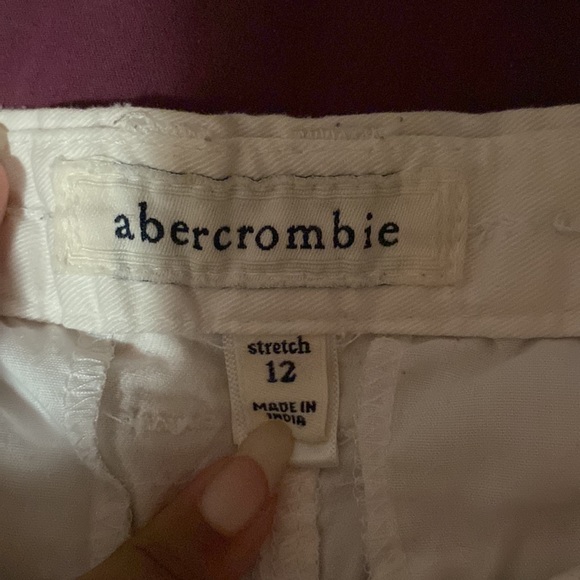 abercrombie
stretch
12
MADE IN
INDIA